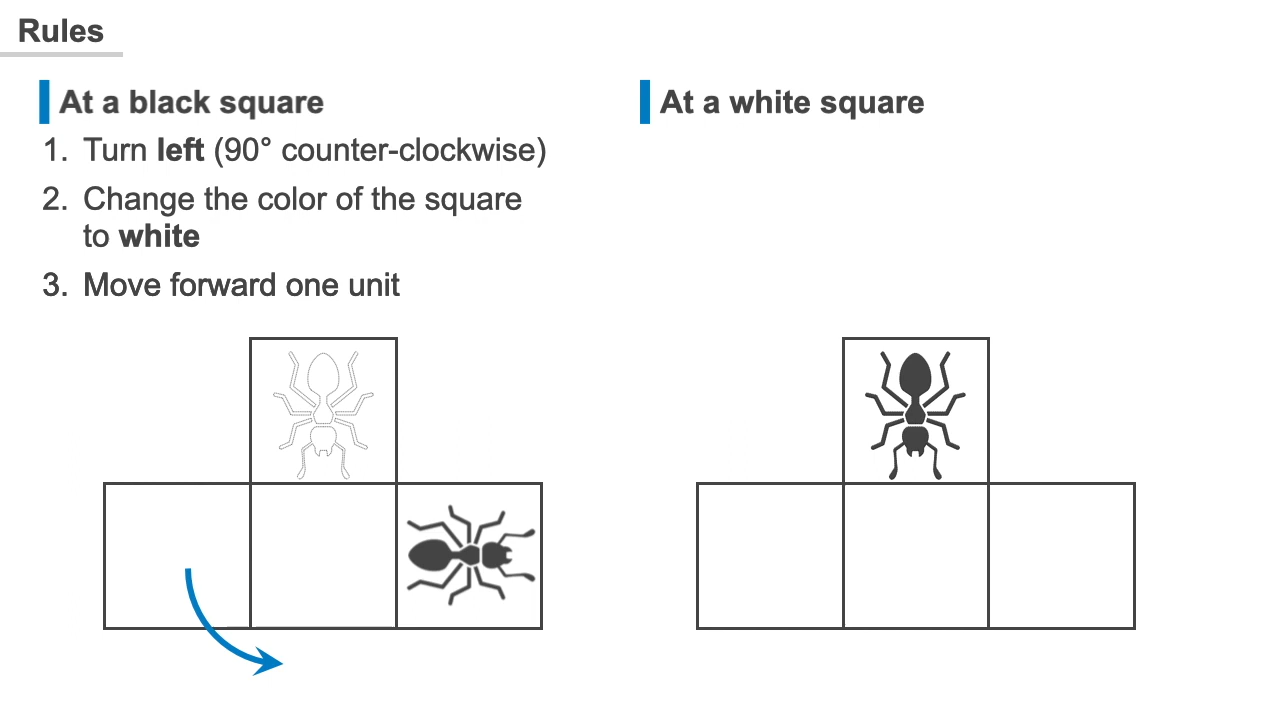 Rules
At a black square
1. Turn left (90° counter-clockwise)
2. Change the color of the square
to white
3. Move forward one unit
At a white square